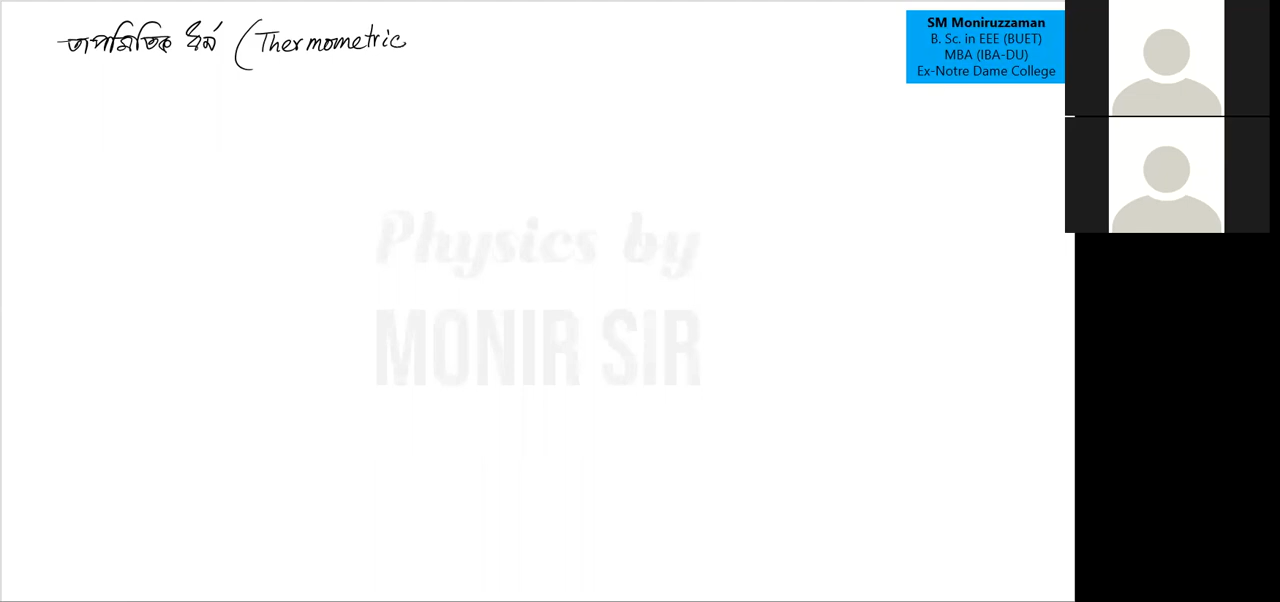 তাপমিতিক ধর্ম (Thermometric
SM Moniruzzaman
B. Sc. in EEE (BUET)
MBA (IBA-DU)
Ex-Notre Dame College
Physics by
MONIR SIR